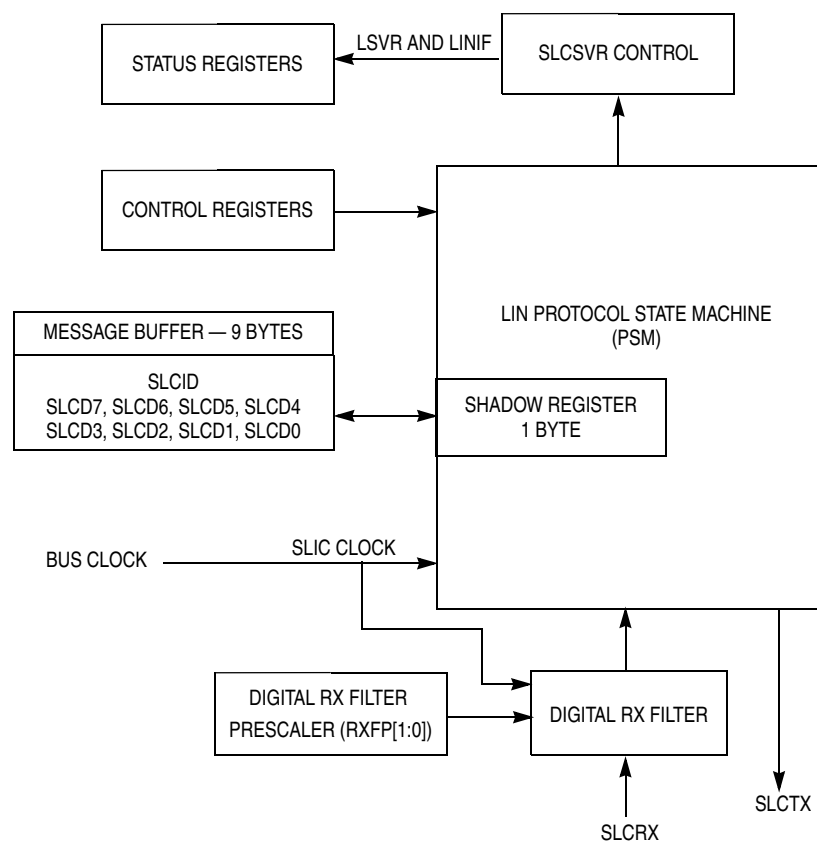 LSVR AND LINIF
STATUS REGISTERS
SLCSVR CONTROL
CONTROL REGISTERS
LIN PROTOCOL STATE MACHINE
(PSM)
MESSAGE BUFFER — 9 BYTES
SLCID
SLCD7, SLCD6, SLCD5, SLCD4
SLCD3, SLCD2, SLCD1, SLCD0
SHADOW REGISTER
1 BYTE
BUS CLOCK
SLIC CLOCK
DIGITAL RX FILTER
PRESCALER (RXFP[1:0])
DIGITAL RX FILTER
SLCTX
SLCRX